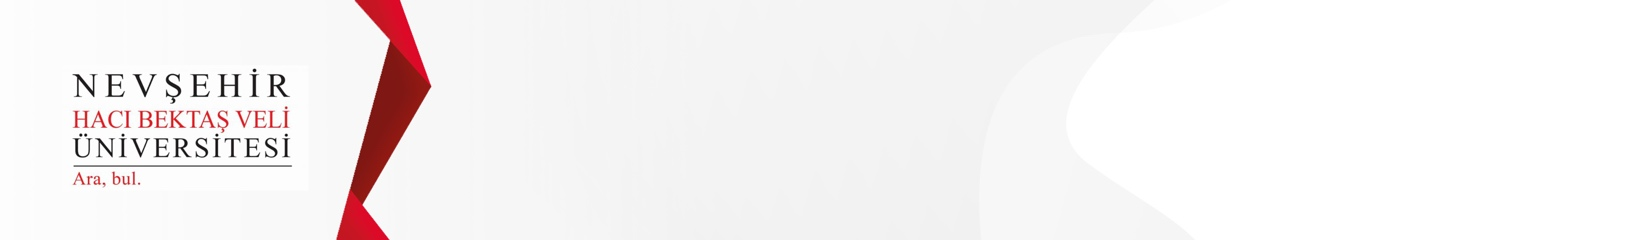 NEVŞEHİR
HACI BEKTAŞ VELİ
ÜNİVERSİTESİ
Ara, bul.